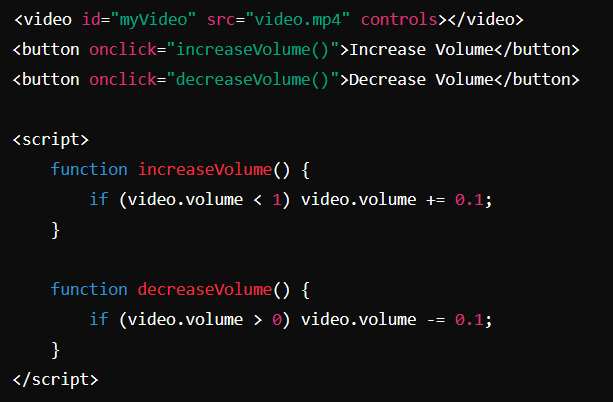 <video id="myVideo" src="video.mp4" controls></video>
<button onclick="increaseVolume()">Increase Volume</button>
<button onclick="decreaseVolume()">Decrease Volume</button>

<script>
    function increaseVolume() {
        if (video.volume < 1) video.volume += 0.1;
    }

    function decreaseVolume() {
        if (video.volume > 0) video.volume -= 0.1;
    }
</script>